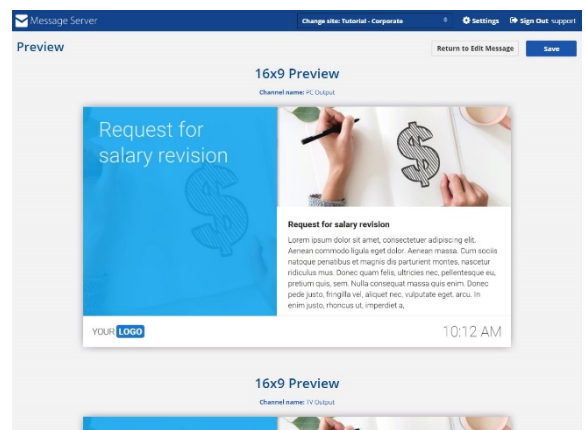 Message Server
Change site: Tutorial - Corporate
Settings
Sign Out support
Preview
Return to Edit Message
Save
16x9 Preview
Channel name: PC Output
Request for
salary revision
Request for salary revision
Lorem ipsum dolor sit amet, consectetuer adipiscing elit.
Aenean commodo ligula eget dolor. Aenean massa. Cum sociis
natoque penatibus et magnis dis parturient montes, nascetur
ridiculus mus. Donec quam felis, ultricies nec, pellentesque eu,
pretium quis, sem. Nulla consequat massa quis enim. Donec
pede justo, fringilla vel, aliquet nec, vulputate eget, arcu. In
enim justo, rhoncus ut, imperdiet a,
YOUR LOGO
10:12 AM
16x9 Preview
Channel name: TV Output